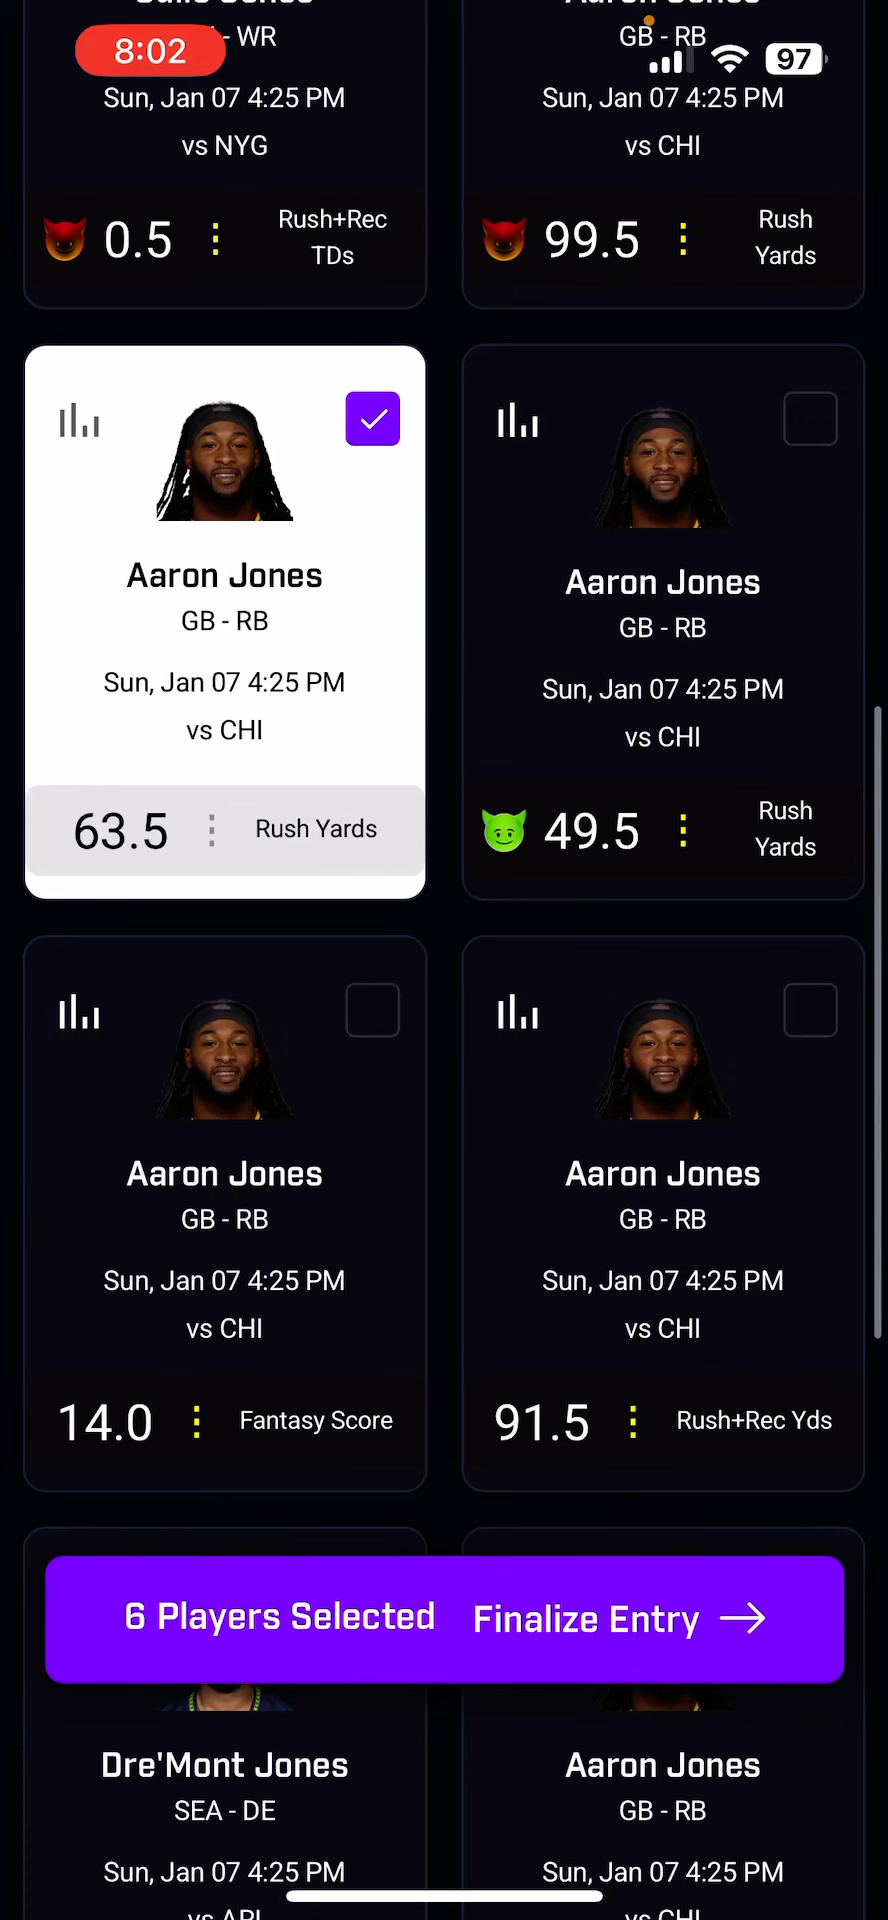 8:02
- WR
GB - RB
97
Sun, Jan 07 4:25 PM
Sun, Jan 07 4:25 PM
vs NYG
vs CHI
0.5
Rush+Rec
TDs
99.5
Rush
Yards
Aaron Jones
GB - RB
Sun, Jan 07 4:25 PM
vs CHI
63.5
Rush Yards
Aaron Jones
GB - RB
Sun, Jan 07 4:25 PM
vs CHI
49.5
Rush
Yards
Aaron Jones
GB - RB
Sun, Jan 07 4:25 PM
vs CHI
14.0
Fantasy Score
Aaron Jones
GB - RB
Sun, Jan 07 4:25 PM
vs CHI
91.5
Rush+Rec Yds
6 Players Selected
Finalize Entry
Dre'Mont Jones
SEA - DE
Sun, Jan 07 4:25 PM
Aaron Jones
GB - RB
Sun, Jan 07 4:25 PM
vs CHI